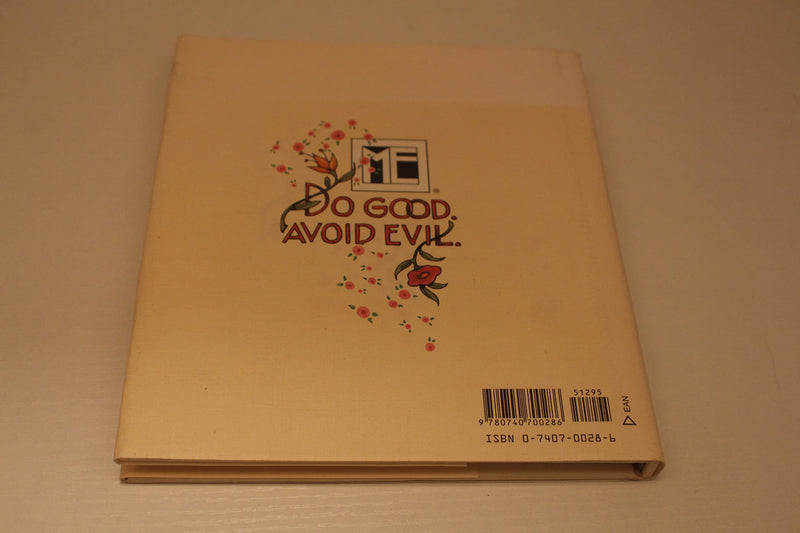 ME
®
DO GOOD.
AVOID EVIL.
51295
9 780740 700286
EAN
ISBN 0-7407-0028-6